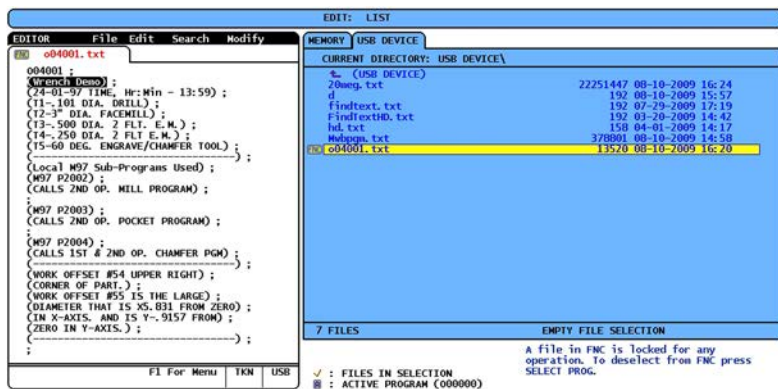 EDIT: LIST
EDITOR File Edit Search Modify
FNC o04001.txt
O04001 ;
(Wrench Demo) ;
(24-01-97 TIME, Hr:Min - 13:59) ;
(T1-.101 DIA. DRILL) ;
(T2-3" DIA. FACEMILL) ;
(T3-.500 DIA. 2 FLT. E.M.) ;
(T4-.250 DIA. 2 FLT E.M.) ;
(T5-60 DEG. ENGRAVE/CHAMFER TOOL) ;
(----------------------------------) ;
(Local M97 Sub-Programs Used) ;
(M97 P2002) ;
(CALLS 2ND OP. MILL PROGRAM) ;
;
(M97 P2003) ;
(CALLS 2ND OP. POCKET PROGRAM) ;
;
(M97 P2004) ;
(CALLS 1ST & 2ND OP. CHAMFER PGM) ;
(----------------------------------) ;
(WORK OFFSET #54 UPPER RIGHT) ;
(CORNER OF PART.) ;
(WORK OFFSET #55 IS THE LARGE) ;
(DIAMETER THAT IS X5.831 FROM ZERO) ;
(IN X-AXIS. AND IS Y-.9157 FROM) ;
(ZERO IN Y-AXIS.) ;
(----------------------------------) ;
;
F1 For Menu TKN USB
MEMORY USB DEVICE
CURRENT DIRECTORY: USB DEVICE\
(USB DEVICE)
20meg.txt 22251447 08-10-2009 16:24
d 192 08-10-2009 15:57
findtext.txt 192 07-29-2009 17:19
FindTextHD.txt 192 03-20-2009 14:42
hd.txt 158 04-01-2009 14:17
Mvbpgm.txt 378801 08-10-2009 14:58
FNC o04001.txt 13520 08-10-2009 16:20
7 FILES EMPTY FILE SELECTION
✓ : FILES IN SELECTION
: ACTIVE PROGRAM (O00000)
A file in FNC is locked for any
operation. To deselect from FNC press
SELECT PROG.